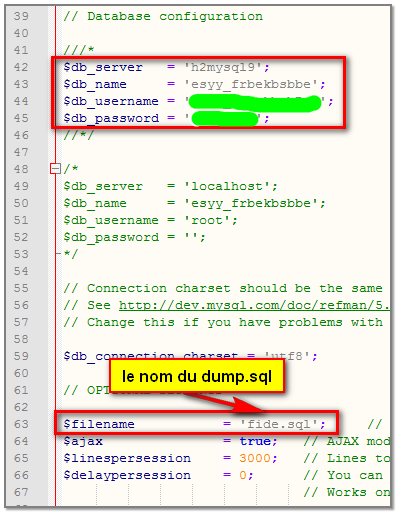 39 // Database configuration
40
41 ///*
42 $db_server = 'h2mysql9';
43 $db_name = 'esyy_frbekbsbbe';
44 $db_username = ' ';
45 $db_password = ' ';
46 //*/
47
48 /*
49 $db_server = 'localhost';
50 $db_name = 'esyy_frbekbsbbe';
51 $db_username = 'root';
52 $db_password = '';
53 */
54
55 // Connection charset should be the same
56 // See http://dev.mysql.com/doc/refman/5.
57 // Change this if you have problems with
58
59 $db_connection_charset = 'utf8';
60
le nom du dump.sql
61 // OPT
62
63 $filename = 'fide.sql'; //
64 $ajax = true; // AJAX mod
65 $linespersession = 3000; // Lines to
66 $delaypersession = 0; // You can
67 // Works on